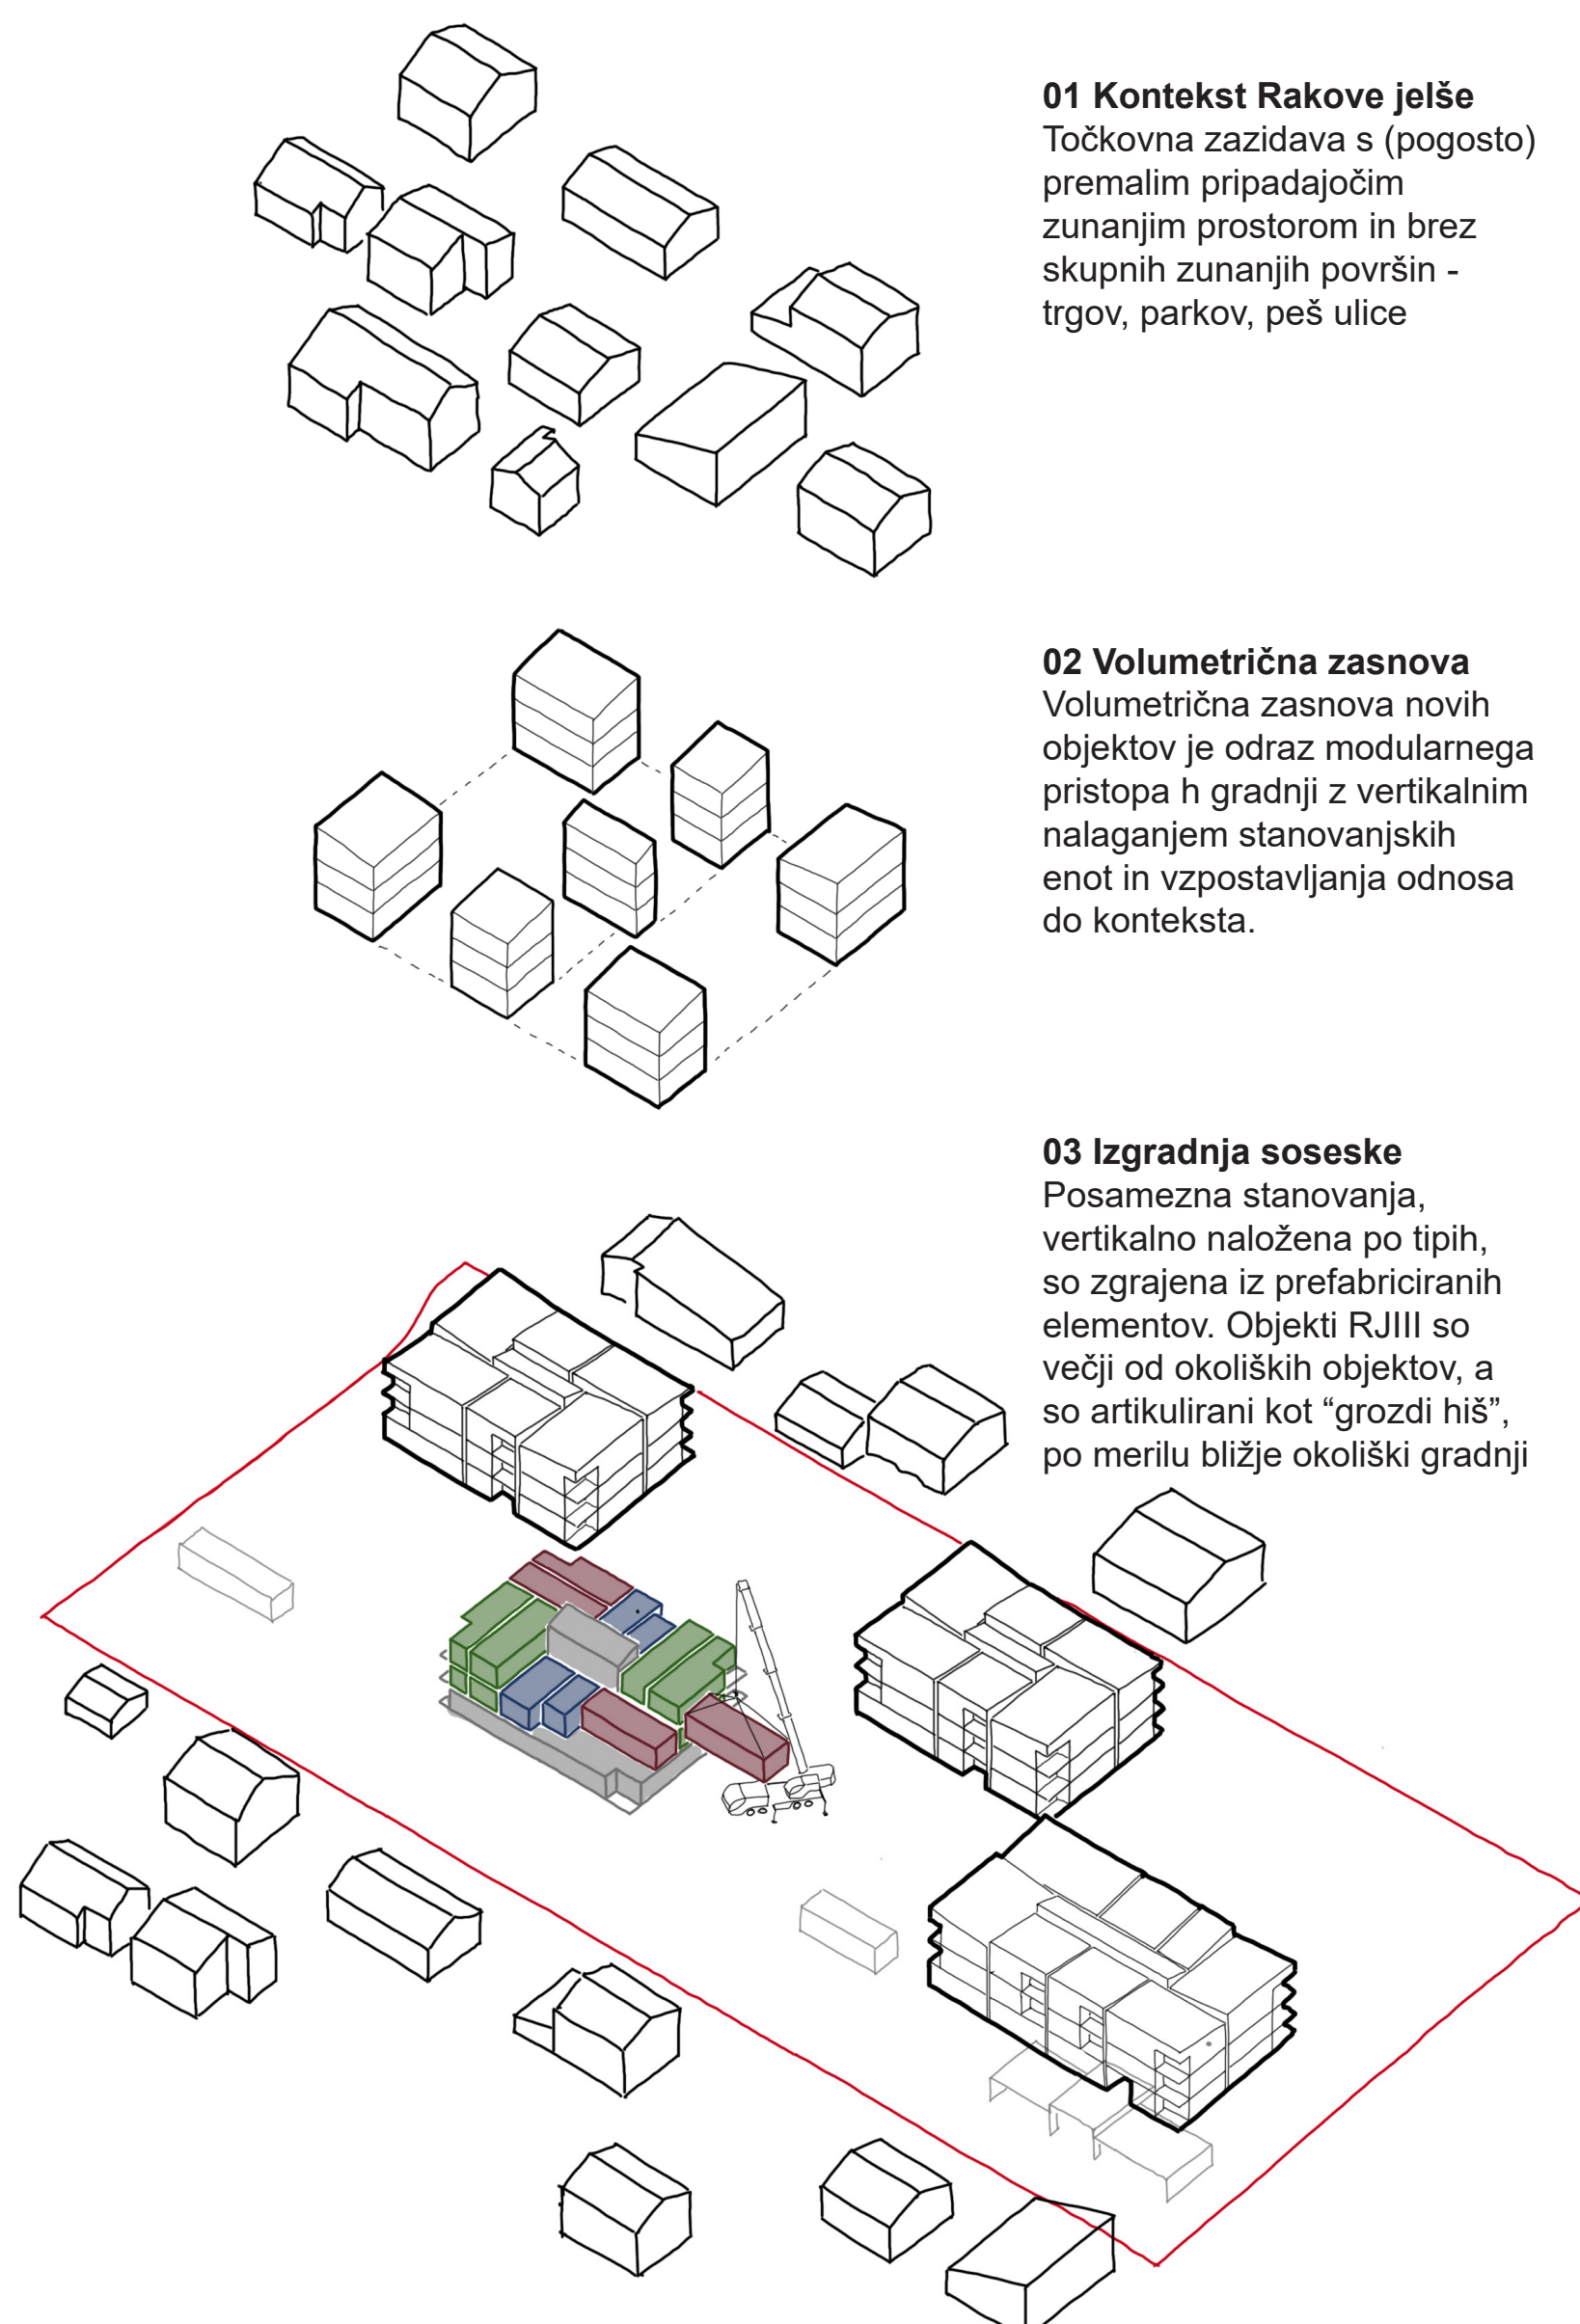 01 Kontekst Rakove jelše
Točkovna zazidava s (pogosto)
premalim pripadajočim
zunanjim prostorom in brez
skupnih zunanjih površin -
trgov, parkov, peš ulice
02 Volumetrična zasnova
Volumetrična zasnova novih
objektov je odraz modularnega
pristopa h gradnji z vertikalnim
nalaganjem stanovanjskih
enot in vzpostavljanja odnosa
do konteksta.
03 Izgradnja soseske
Posamezna stanovanja,
vertikalno naložena po tipih,
so zgrajena iz prefabriciranih
elementov. Objekti RJIII so
večji od okoliških objektov, a
so artikulirani kot “grozdi hiš”,
po merilu bližje okoliški gradnji